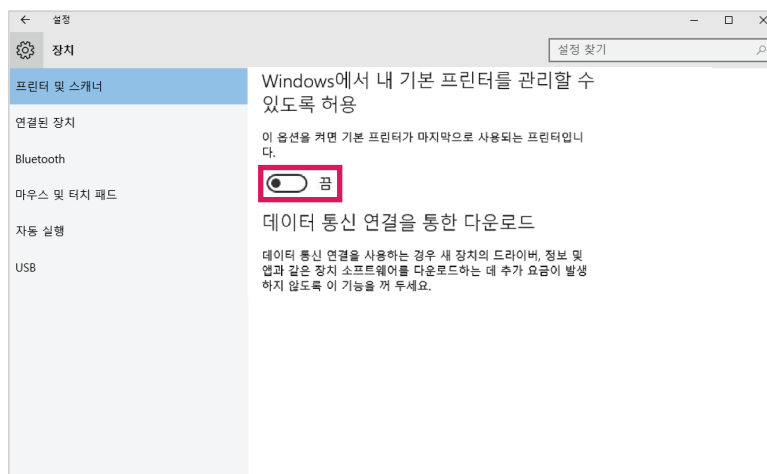 설정
장치
설정 찾기
프린터 및 스캐너
연결된 장치
Bluetooth
마우스 및 터치 패드
자동 실행
USB
Windows에서 내 기본 프린터를 관리할 수
있도록 허용
이 옵션을 켜면 기본 프린터가 마지막으로 사용되는 프린터입니
다.
끔
데이터 통신 연결을 통한 다운로드
데이터 통신 연결을 사용하는 경우 새 장치의 드라이버, 정보 및
앱과 같은 장치 소프트웨어를 다운로드하는 데 추가 요금이 발생
하지 않도록 이 기능을 꺼 두세요.